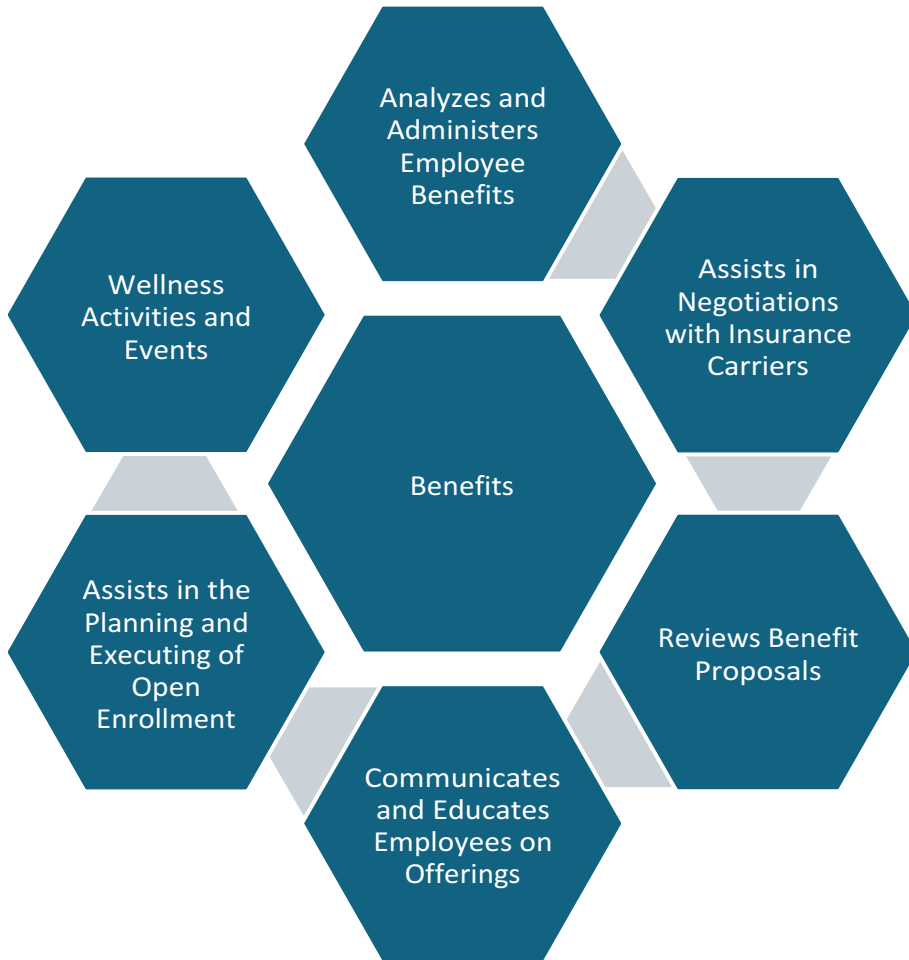 Analyzes and
Administers
Employee
Benefits
Assists in
Negotiations
with Insurance
Carriers
Reviews Benefit
Proposals
Communicates
and Educates
Employees on
Offerings
Assists in the
Planning and
Executing of
Open
Enrollment
Wellness
Activities and
Events
Benefits